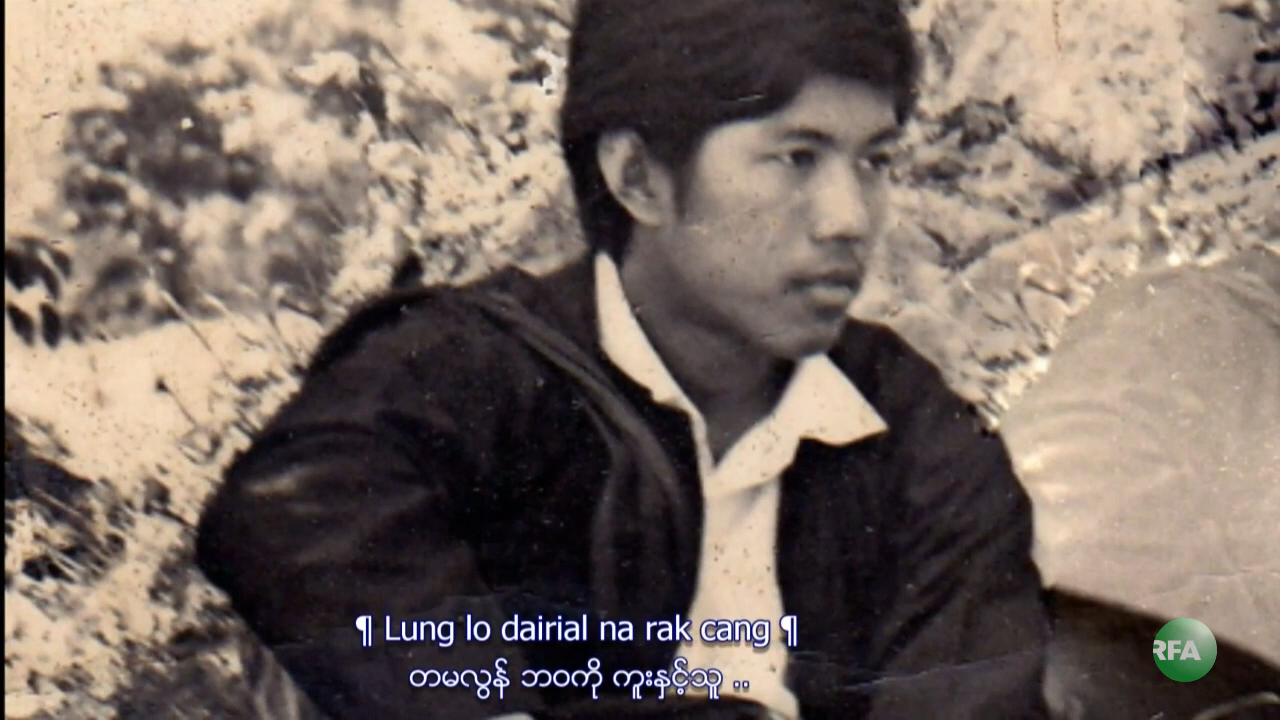 ¶ Lung lo dairial na rak cang ¶
တမလွန် ဘဝကို ကူးနှင့်သူ ..
RFA